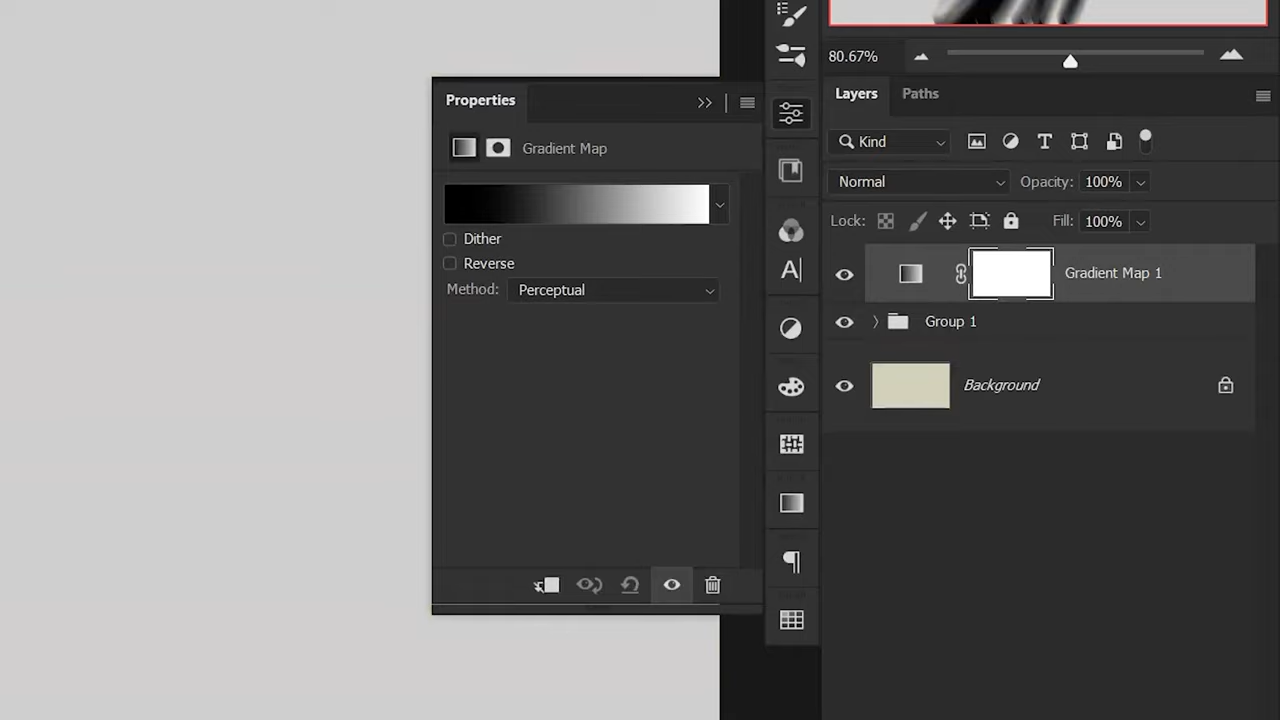 80.67%
Properties
Layers
Paths
Gradient Map
Kind
Normal
Opacity: 100%
Lock:
Fill: 100%
Dither
Reverse
Method: Perceptual
Gradient Map 1
Group 1
Background